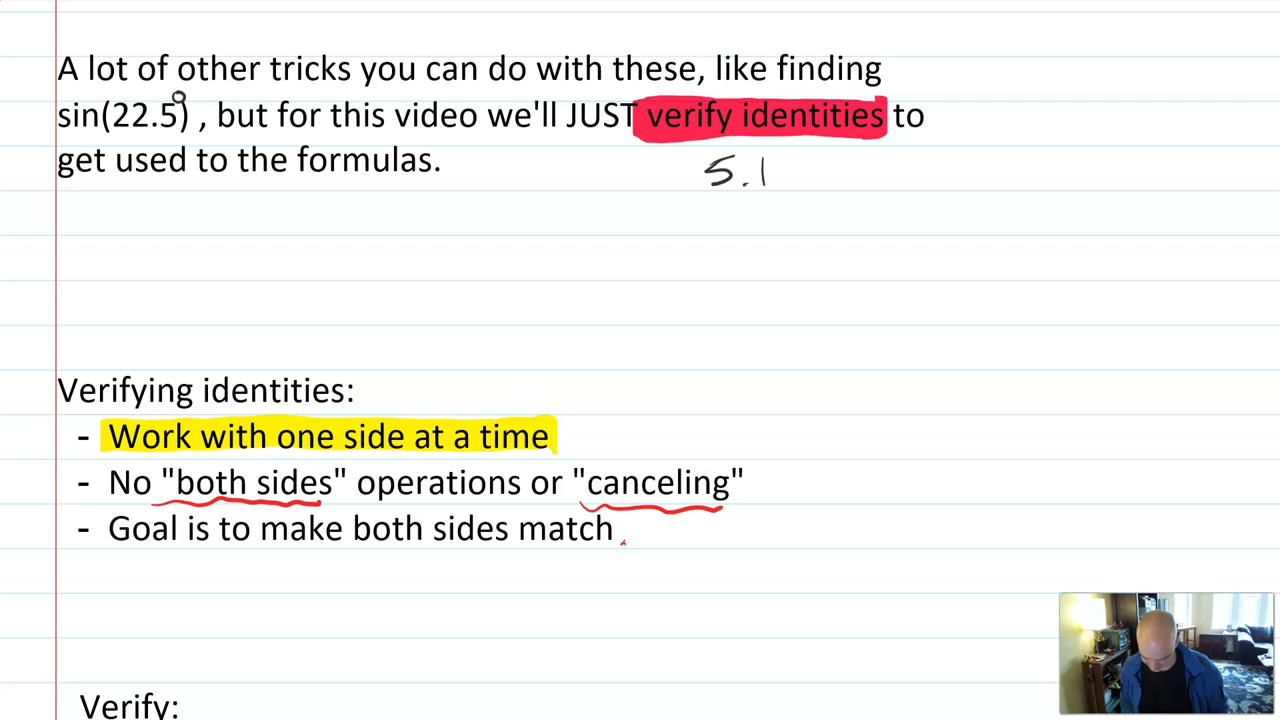 A lot of other tricks you can do with these, like finding
sin(22.5°) , but for this video we'll JUST verify identities to
get used to the formulas.
5.1
Verifying identities:
- Work with one side at a time
- No "both sides" operations or "canceling"
- Goal is to make both sides match
Verify: